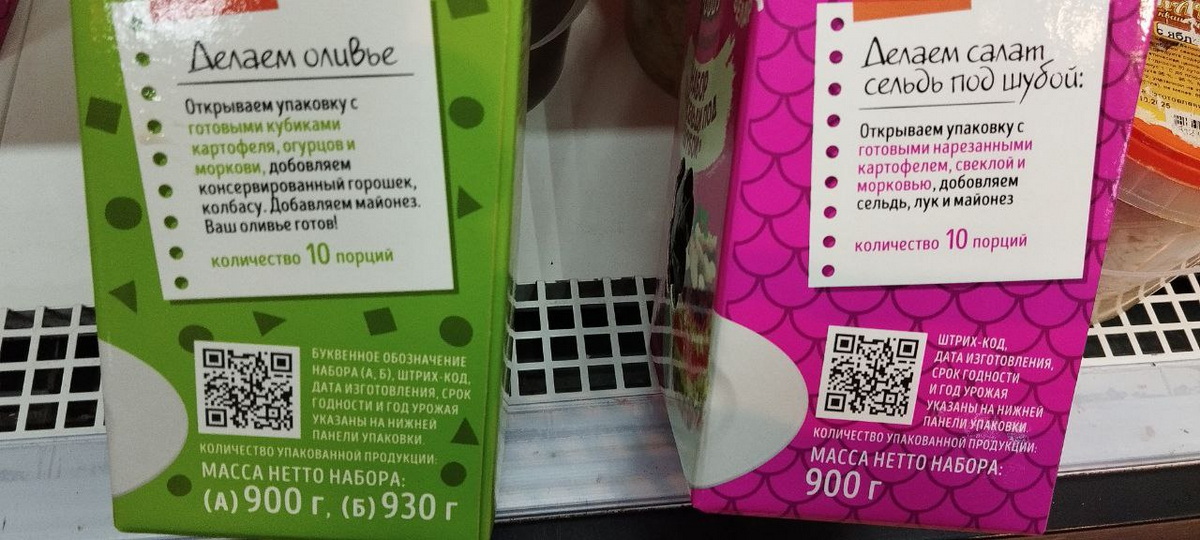 Делаем оливье
Открываем упаковку с
готовыми кубиками
картофеля, огурцов и
моркови, добовляем
консервированный горошек,
колбасу. Добавляем майонез.
Ваш оливье готов!
количество 10 порций
БУКВЕННОЕ ОБОЗНАЧЕНИЕ
НАБОРА (А, Б), ШТРИХ-КОД,
ДАТА ИЗГОТОВЛЕНИЯ, СРОК
ГОДНОСТИ И ГОД УРОЖАЯ
УКАЗАНЫ НА НИЖНЕЙ
ПАНЕЛИ УПАКОВКИ.
КОЛИЧЕСТВО УПАКОВАННОЙ ПРОДУКЦИИ:
МАССА НЕТТО НАБОРА:
(А) 900 г, (Б) 930 г
Делаем салат
сельдь под шубой:
Открываем упаковку с
готовыми нарезанными
картофелем, свеклой и
морковью, добовляем
сельдь, лук и майонез
количество 10 порций
ШТРИХ-КОД,
ДАТА ИЗГОТОВЛЕНИЯ,
СРОК ГОДНОСТИ
И ГОД УРОЖАЯ
УКАЗАНЫ НА НИЖНЕЙ
ПАНЕЛИ УПАКОВКИ
КОЛИЧЕСТВО УПАКОВАННОЙ ПРОДУКЦИИ:
МАССА НЕТТО НАБОРА:
900 г
НАБОР